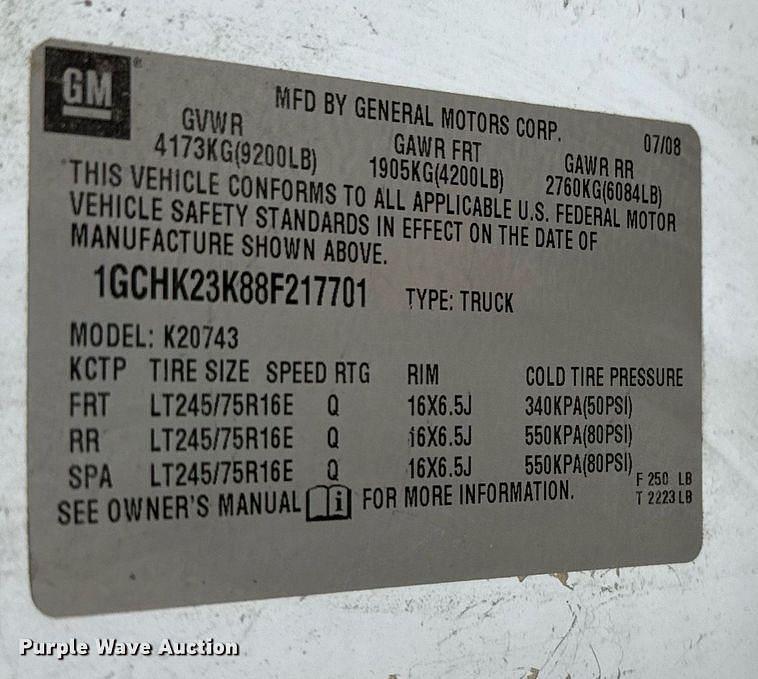 GM
MFD BY GENERAL MOTORS CORP. 07/08
GVWR GAWR FRT GAWR RR
4173KG(9200LB) 1905KG(4200LB) 2760KG(6084LB)
THIS VEHICLE CONFORMS TO ALL APPLICABLE U.S. FEDERAL MOTOR
VEHICLE SAFETY STANDARDS IN EFFECT ON THE DATE OF
MANUFACTURE SHOWN ABOVE.
1GCHK23K88F217701 TYPE: TRUCK
MODEL: K20743
KCTP TIRE SIZE SPEED RTG RIM COLD TIRE PRESSURE
FRT LT245/75R16E Q 16X6.5J 340KPA(50PSI)
RR LT245/75R16E Q 16X6.5J 550KPA(80PSI)
SPA LT245/75R16E Q 16X6.5J 550KPA(80PSI)
F 250 LB
T 2223 LB
SEE OWNER'S MANUAL i FOR MORE INFORMATION.
Purple Wave Auction